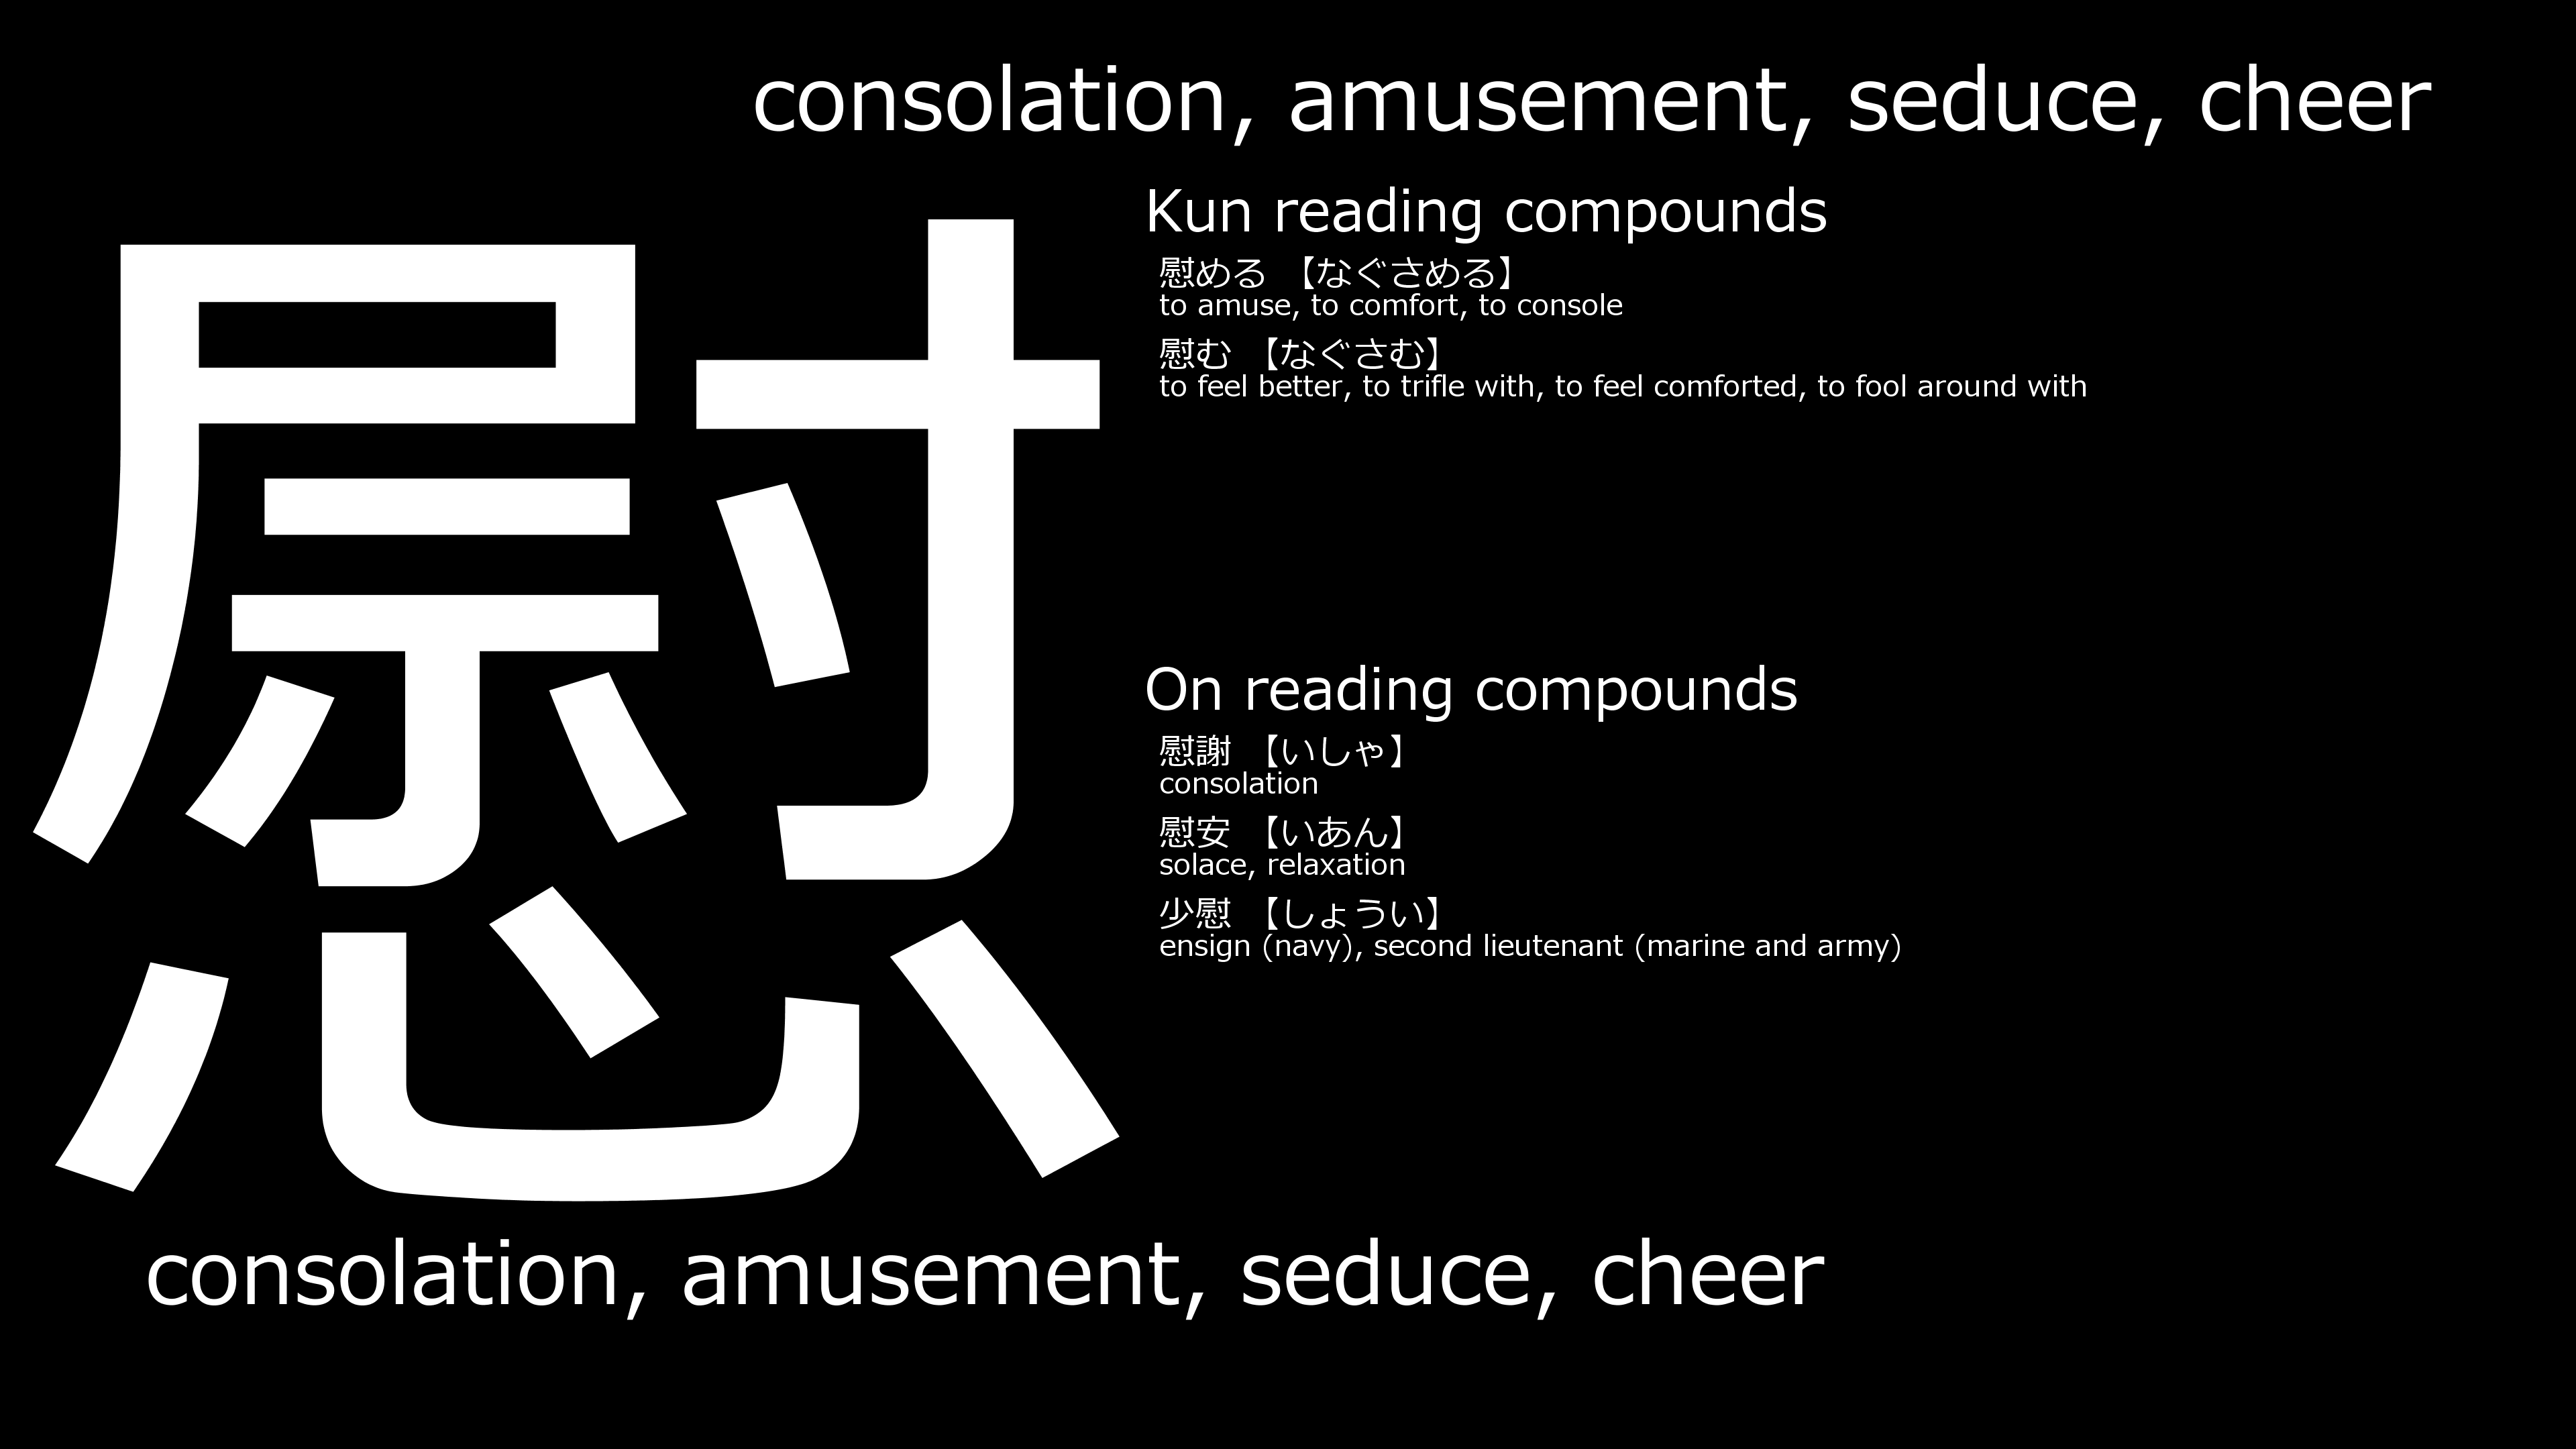 consolation, amusement, seduce, cheer
慰
Kun reading compounds
慰める 【なぐさめる】
to amuse, to comfort, to console
慰む 【なぐさむ】
to feel better, to trifle with, to feel comforted, to fool around with
On reading compounds
慰謝 【いしゃ】
consolation
慰安 【いあん】
solace, relaxation
少慰 【しょうい】
ensign (navy), second lieutenant (marine and army)
consolation, amusement, seduce, cheer